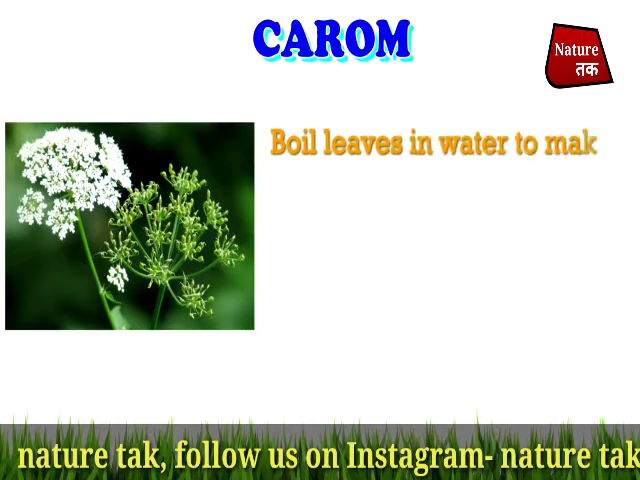 CAROM
Nature
तक
Boil leaves in water to mak
nature tak, follow us on Instagram- nature tak